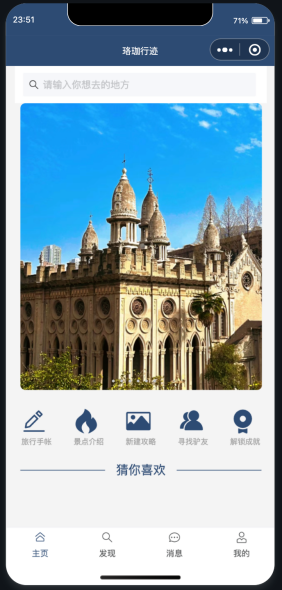 23:51
71%
珞珈行迹
请输入你想去的地方
旅行手帐
景点介绍
新建攻略
寻找驴友
解锁成就
猜你喜欢
主页
发现
消息
我的